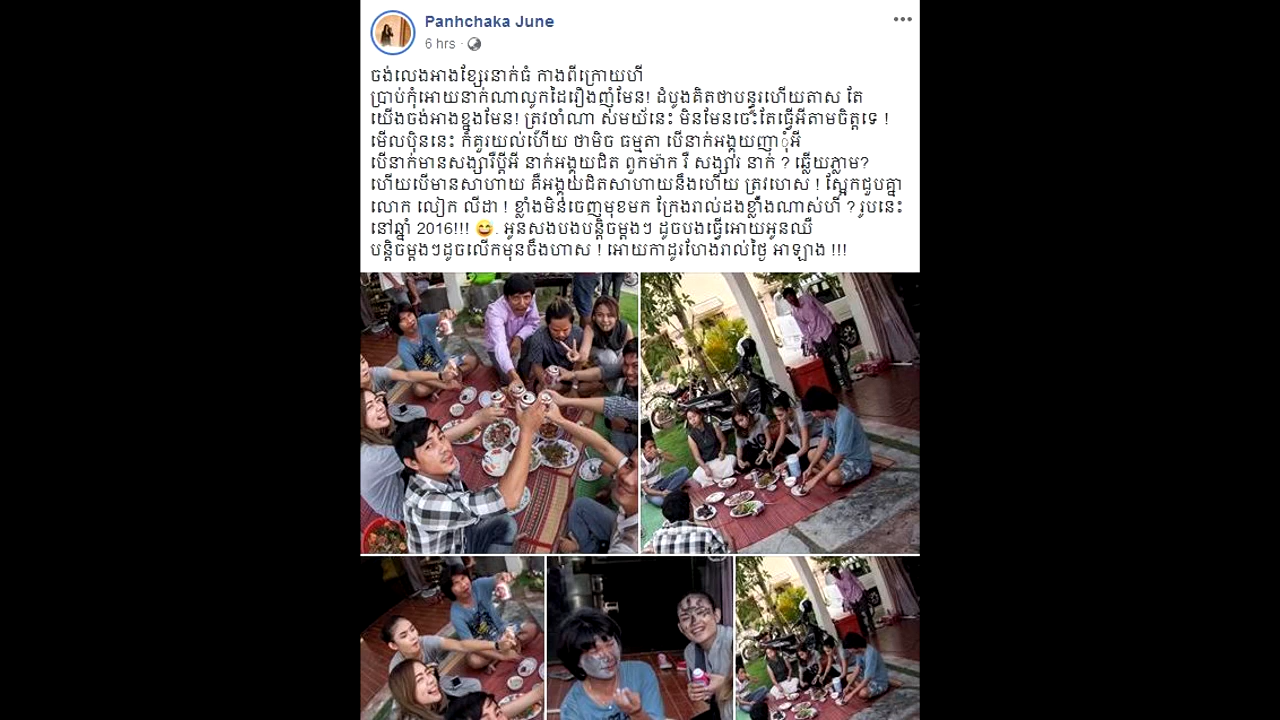 Panhchaka June
6 hrs ·
ចង់លេងអាងខ្សែរនាក់ធំ កាងពីក្រោយហី
ប្រាប់កុំអោយនាក់ណាលូកដៃរឿងញុំមែន! ដំបូងគិតថាបន្ធូរហើយតាស តែ
យើងចង់អាងខ្នងមែន! ត្រូវចាំណា សម័យនេះ មិនមែនចេះតែធ្វើអីតាមចិត្តទេ !
មើលប៉ិននេះ ក៏គូរយល់ហើយ ថាមិច ធម្មតា បើនាក់អង្គុយញុាំអី
បើនាក់មានសង្សារឺប្តីអី នាក់អង្គុយជិត ពួកម៉ាក រឺ សង្សារ នាក់ ? ឆ្លើយភ្លាម?
ហើយបើមានសាហាយ គឺអង្គុយជិតសាហាយនឹងហើយ ត្រូវហេស ! ស្អែកជួបគ្នា
លោក លៀក លីដា ! ខ្លាំងមិនចេញមុខមក ក្រែងរាល់ដងខ្លាំងណាស់ហី ? រូបនេះ
នៅឆ្នាំ 2016!!! 😄. អូនសងបងបន្តិចម្តងៗ ដូចបងធ្វើអោយអូនឈឺ
បន្តិចម្តងៗដូចលើកមុនចឹងហាស ! អោយកាដូរហែងរាល់ថ្ងៃ អាឡាង !!!